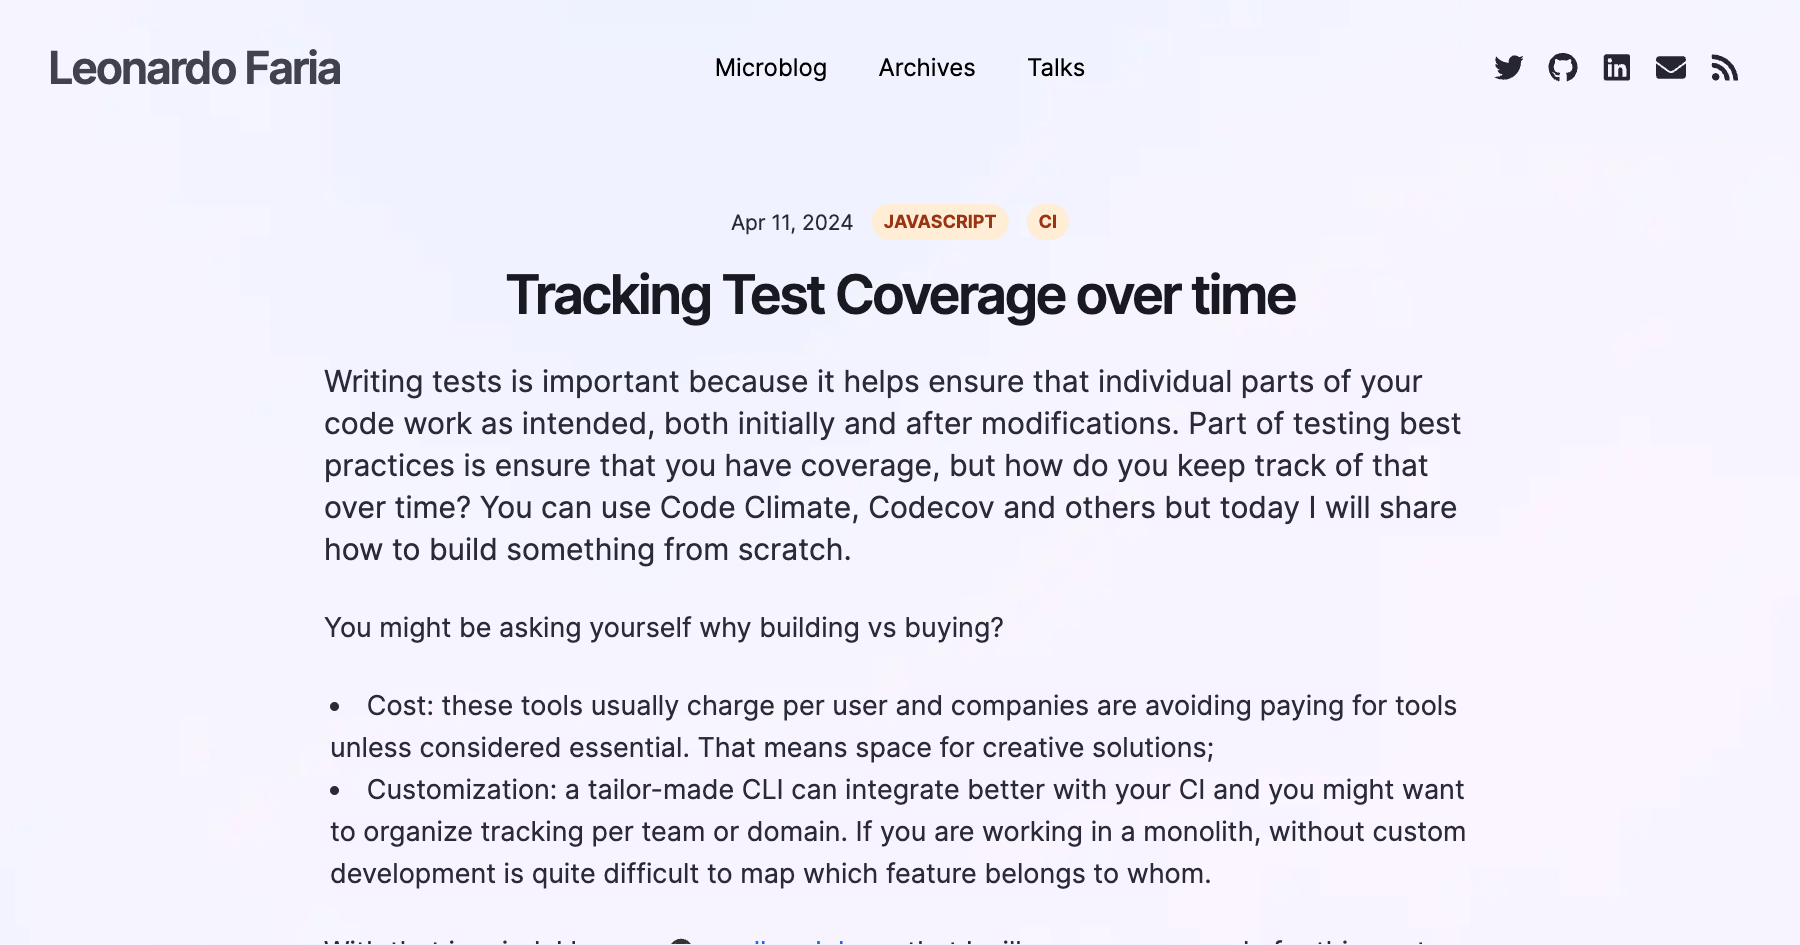 Leonardo Faria
Microblog Archives Talks
Apr 11, 2024 JAVASCRIPT CI
Tracking Test Coverage over time
Writing tests is important because it helps ensure that individual parts of your
code work as intended, both initially and after modifications. Part of testing best
practices is ensure that you have coverage, but how do you keep track of that
over time? You can use Code Climate, Codecov and others but today I will share
how to build something from scratch.
You might be asking yourself why building vs buying?
• Cost: these tools usually charge per user and companies are avoiding paying for tools
unless considered essential. That means space for creative solutions;
• Customization: a tailor-made CLI can integrate better with your CI and you might want
to organize tracking per team or domain. If you are working in a monolith, without custom
development is quite difficult to map which feature belongs to whom.